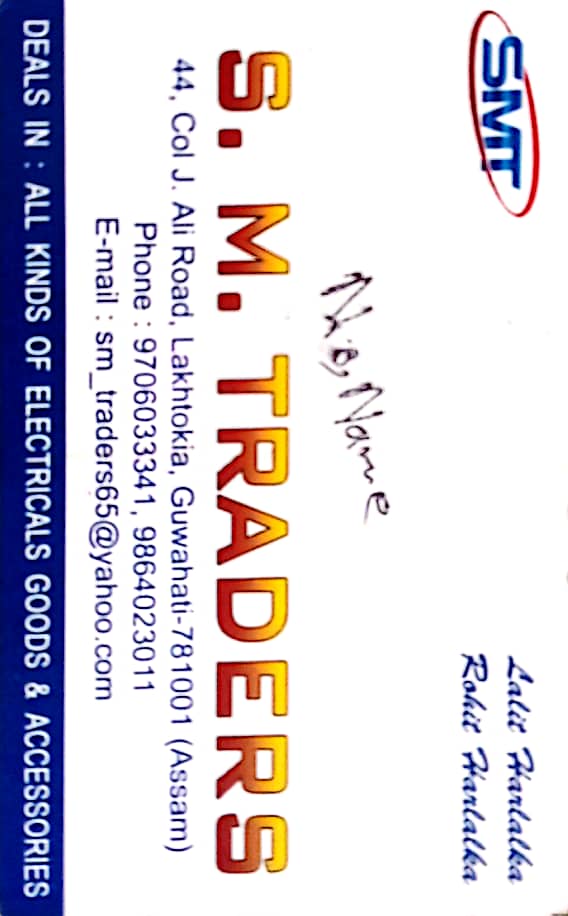 SMT
Lalit Harlalka
Rohit Harlalka
Name
S. M. TRADERS
44, Col J. Ali Road, Lakhtokia, Guwahati-781001 (Assam)
Phone : 9706033341, 9864023011
E-mail : sm_traders65@yahoo.com
DEALS IN : ALL KINDS OF ELECTRICALS GOODS & ACCESSORIES